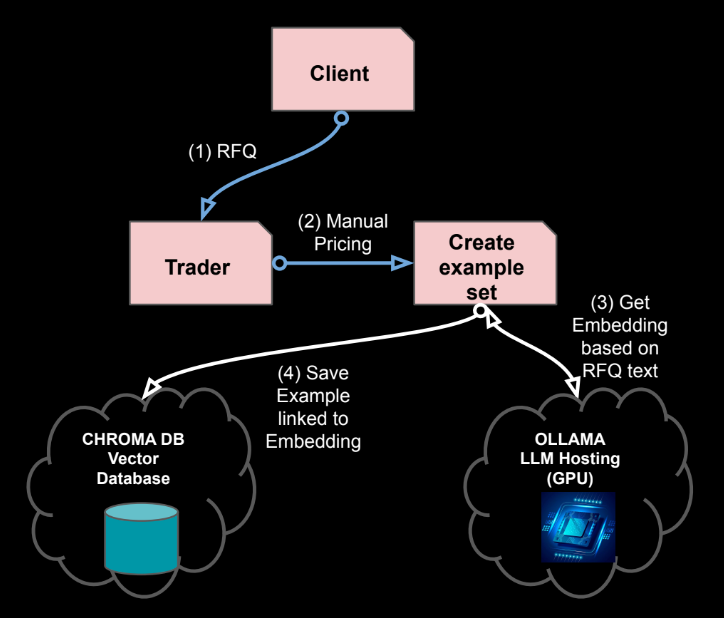 Client
(1) RFQ
Trader
(2) Manual
Pricing
Create
example
set
(3) Get
Embedding
based on
RFQ text
(4) Save
Example
linked to
Embedding
CHROMA DB
Vector
Database
OLLAMA
LLM Hosting
(GPU)